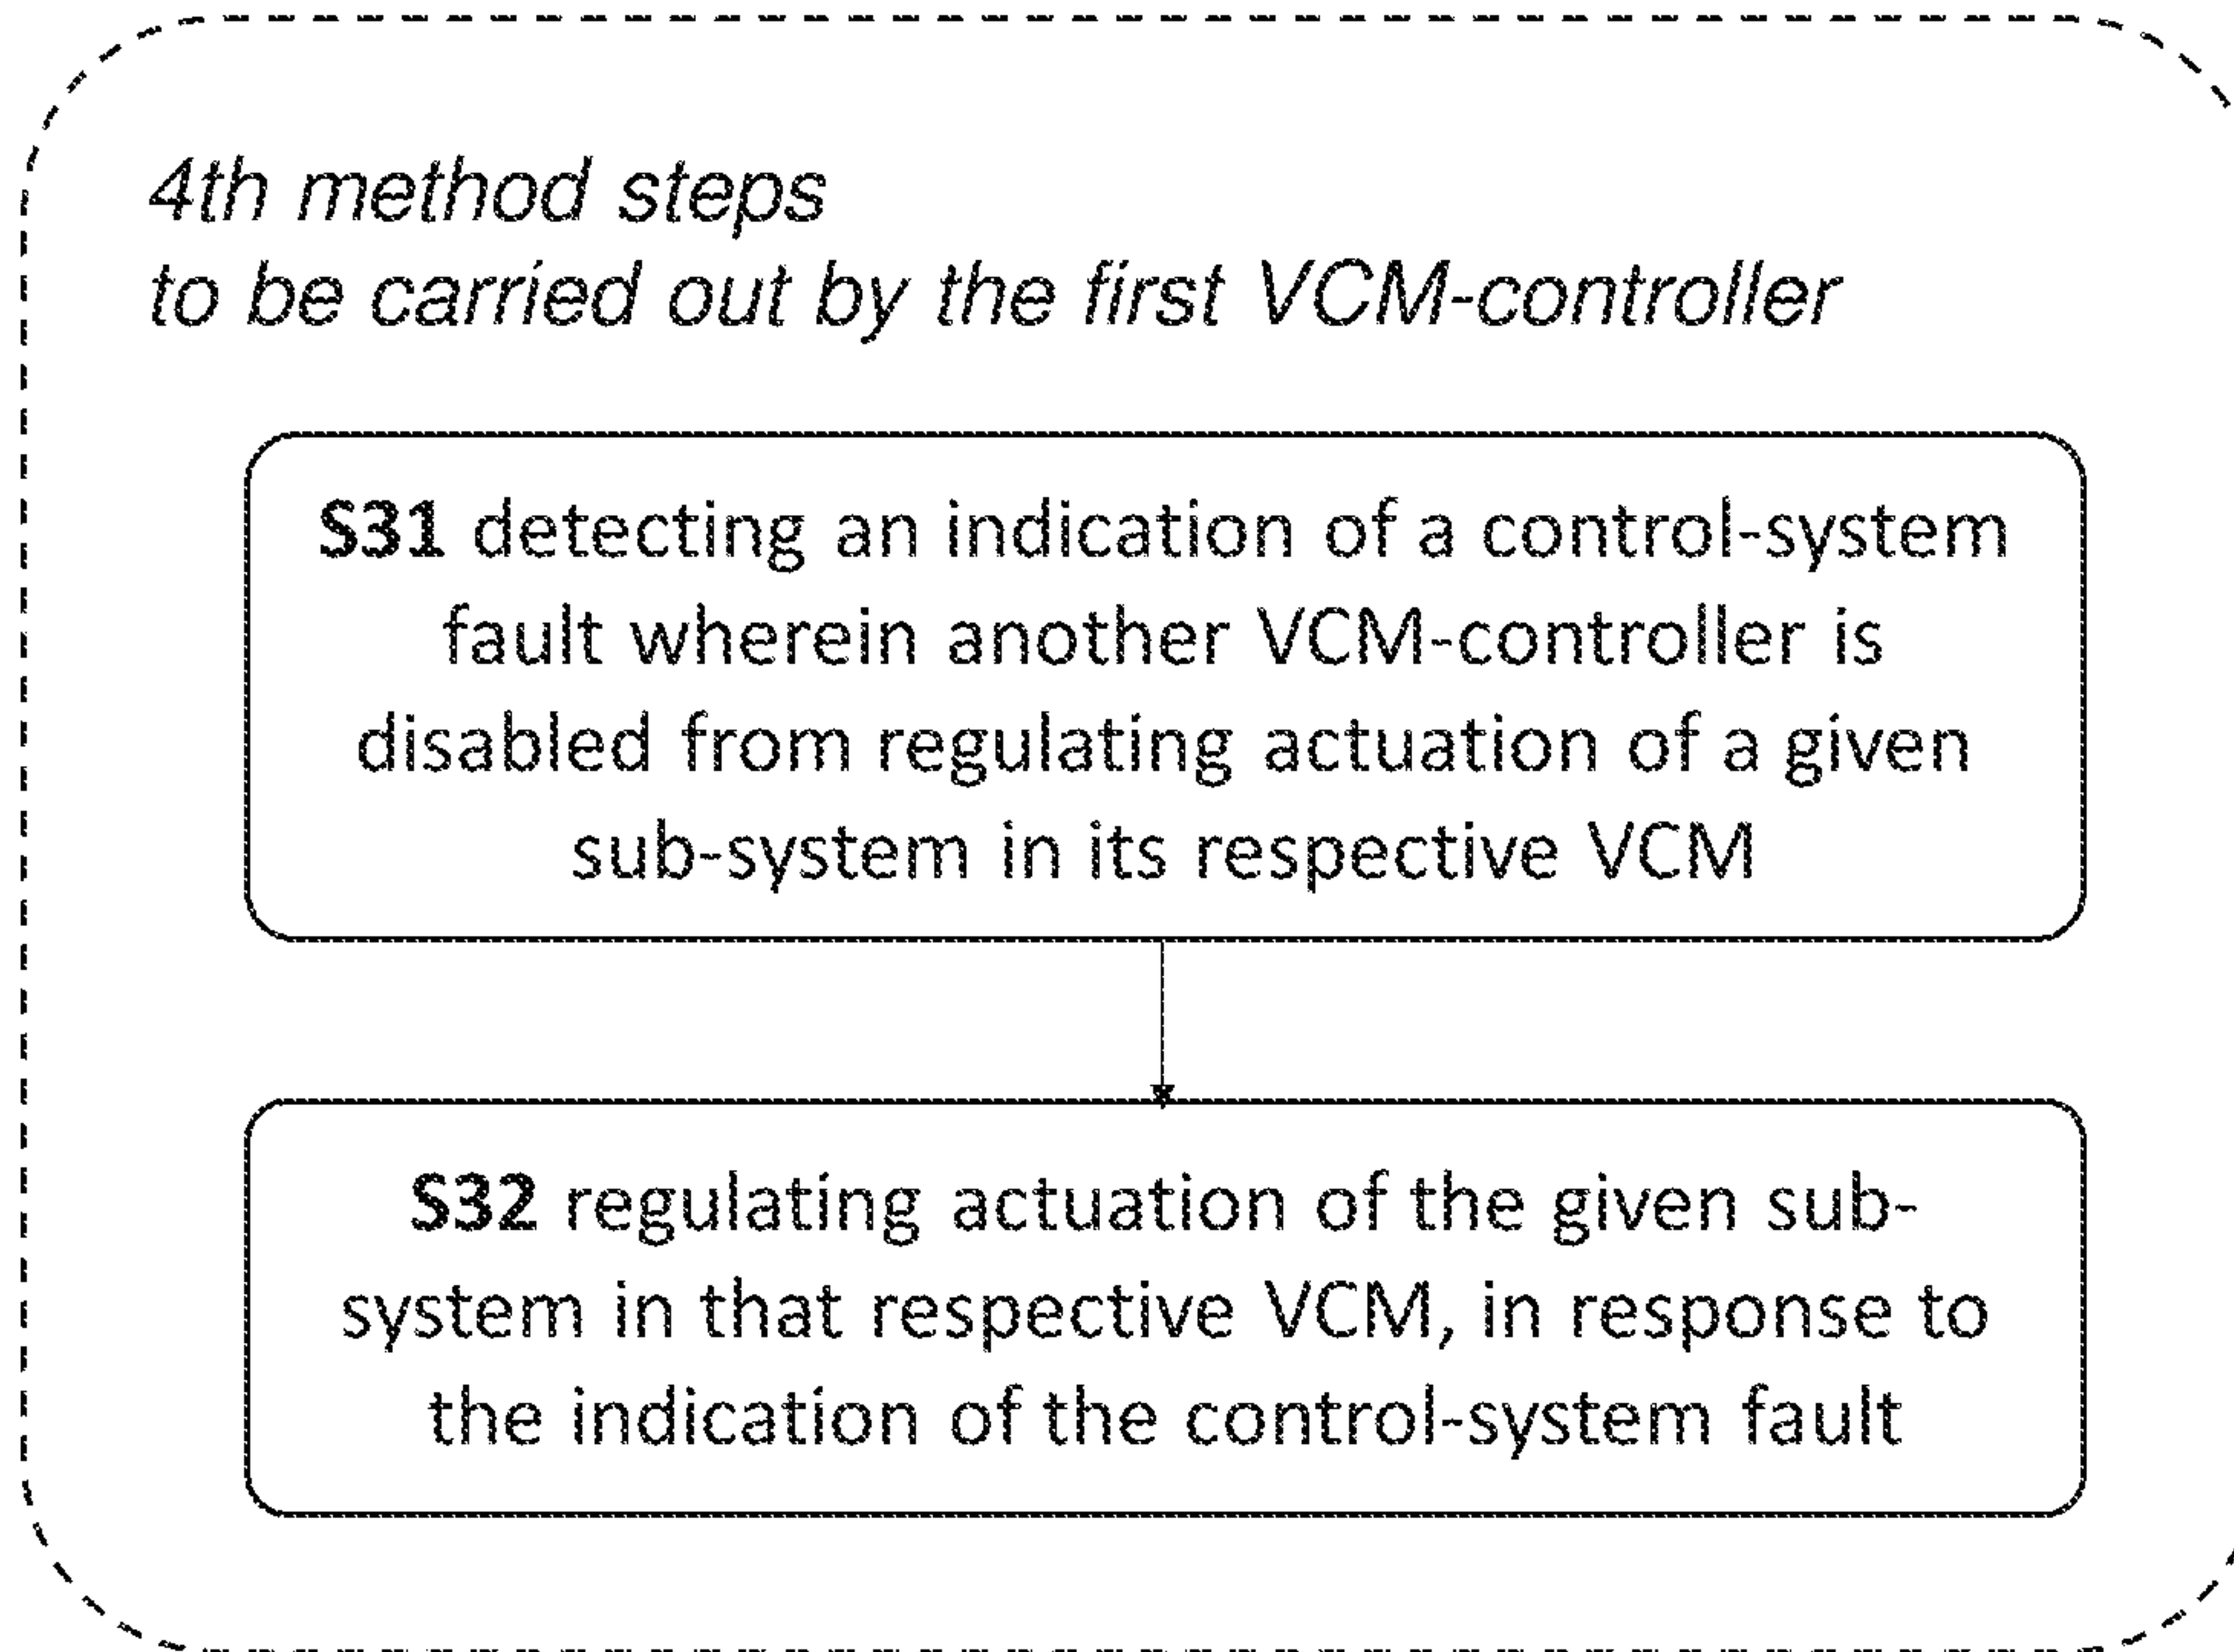 4th method steps
to be carried out by the first VCM-controller
S31 detecting an indication of a control-system
fault wherein another VCM-controller is
disabled from regulating actuation of a given
sub-system in its respective VCM
S32 regulating actuation of the given sub-
system in that respective VCM, in response to
the indication of the control-system fault